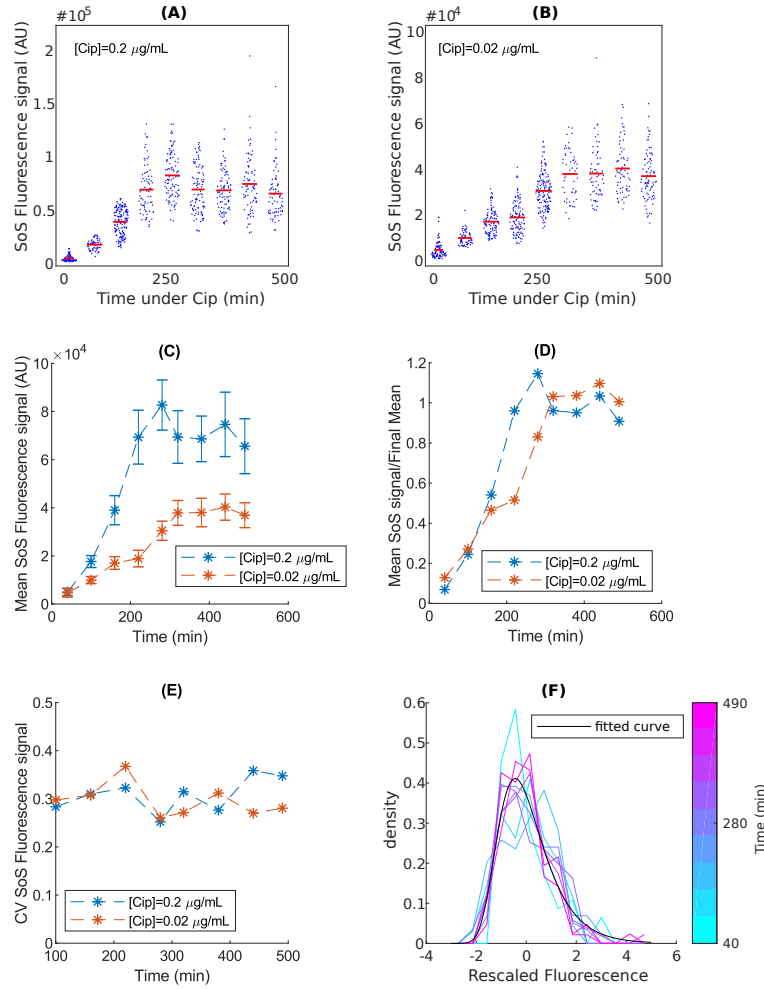 (A)
#10^5
[Cip]=0.2 μg/mL
SoS Fluorescence signal (AU)
2
1.5
1
0.5
0
0
250
500
Time under Cip (min)
(B)
#10^4
[Cip]=0.02 μg/mL
SoS Fluorescence signal (AU)
10
8
6
4
2
0
0
250
500
Time under Cip (min)
(C)
× 10^4
Mean SoS Fluorescence signal (AU)
10
8
6
4
2
0
[Cip]=0.2 μg/mL
[Cip]=0.02 μg/mL
0
200
400
600
Time (min)
(D)
Mean SoS signal/Final Mean
1.2
1
0.8
0.6
0.4
0.2
0
[Cip]=0.2 μg/mL
[Cip]=0.02 μg/mL
0
200
400
600
Time (min)
(E)
CV SoS Fluorescence signal
0.5
0.4
0.3
0.2
0.1
0
[Cip]=0.2 μg/mL
[Cip]=0.02 μg/mL
100
200
300
400
500
Time (min)
(F)
density
0.6
0.5
0.4
0.3
0.2
0.1
0
fitted curve
-4
-2
0
2
4
6
Rescaled Fluorescence
490
280
40
Time (min)